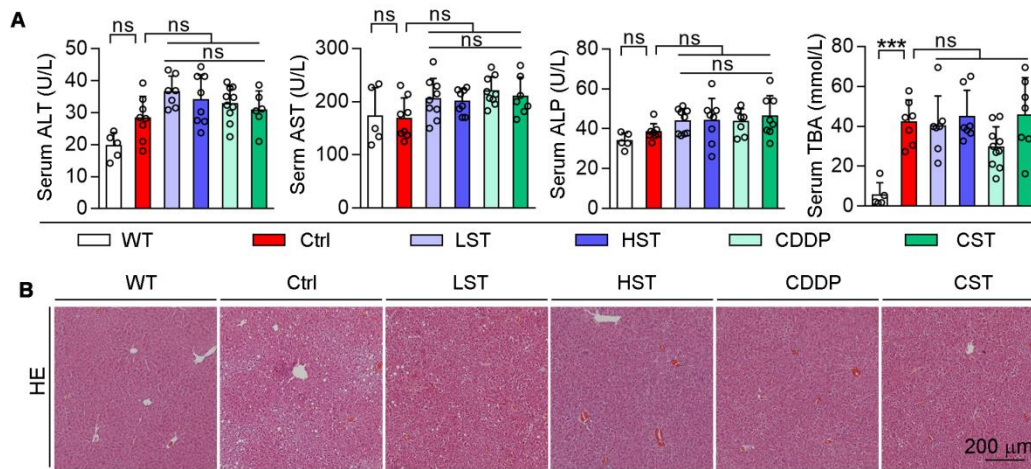 A
ns
ns
ns
Serum ALT (U/L)
50
40
30
20
10
0
ns
ns
ns
Serum AST (U/L)
300
200
100
0
ns
ns
ns
Serum ALP (U/L)
80
60
40
20
0
***
ns
Serum TBA (mmol/L)
80
60
40
20
0
WT Ctrl LST HST CDDP CST
B
WT Ctrl LST HST CDDP CST
HE
200 μm